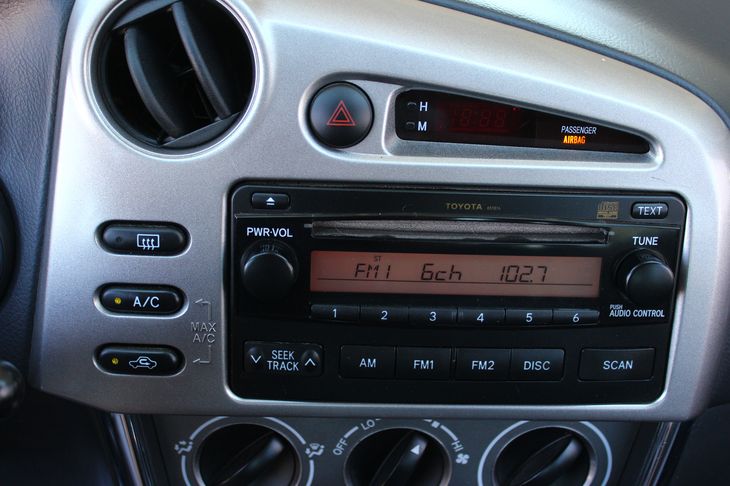 H
M
PASSENGER
AIRBAG
TOYOTA
TEXT
PWR-VOL
TUNE
ST
FM1 6ch 102.7
1 2 3 4 5 6
PUSH
AUDIO CONTROL
A/C
MAX
A/C
SEEK
TRACK
AM FM1 FM2 DISC SCAN
OFF LO HI